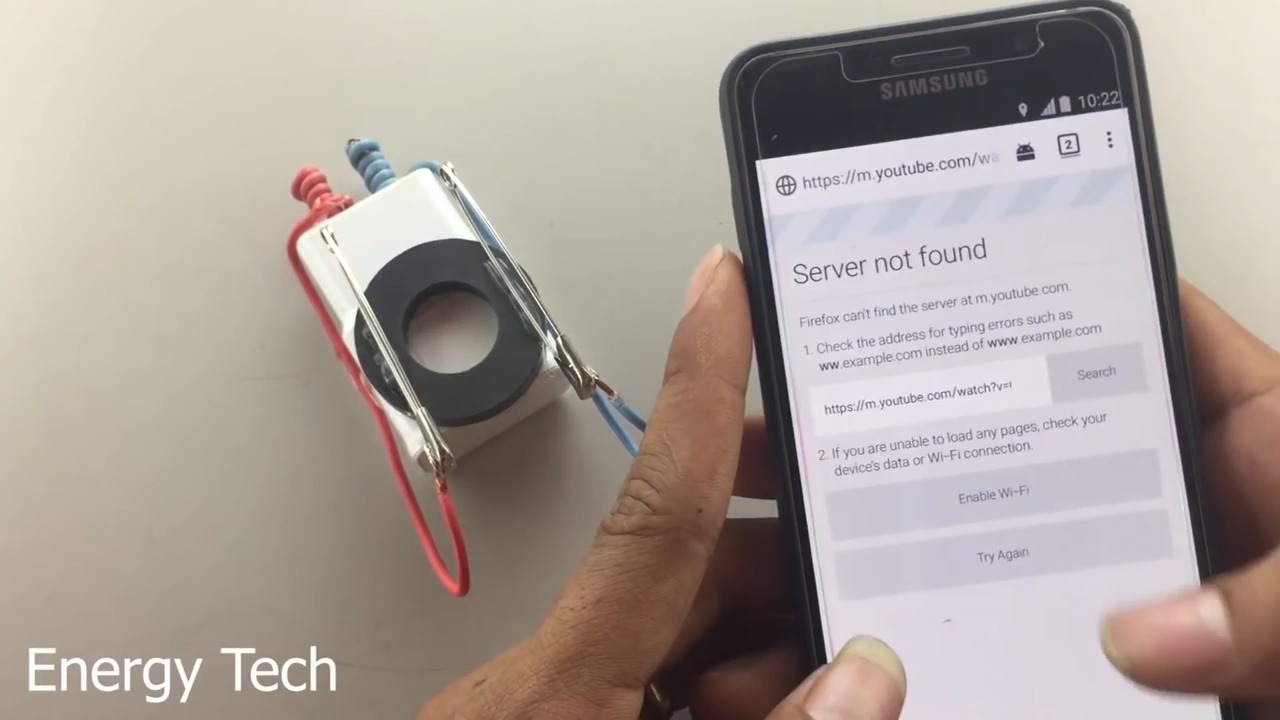 SAMSUNG
10:22
https://m.youtube.com/wa
2
Server not found
Firefox can't find the server at m.youtube.com.
1. Check the address for typing errors such as
ww.example.com instead of www.example.com
https://m.youtube.com/watch?v=
Search
2. If you are unable to load any pages, check your
device's data or Wi-Fi connection.
Enable Wi-Fi
Try Again
Energy Tech